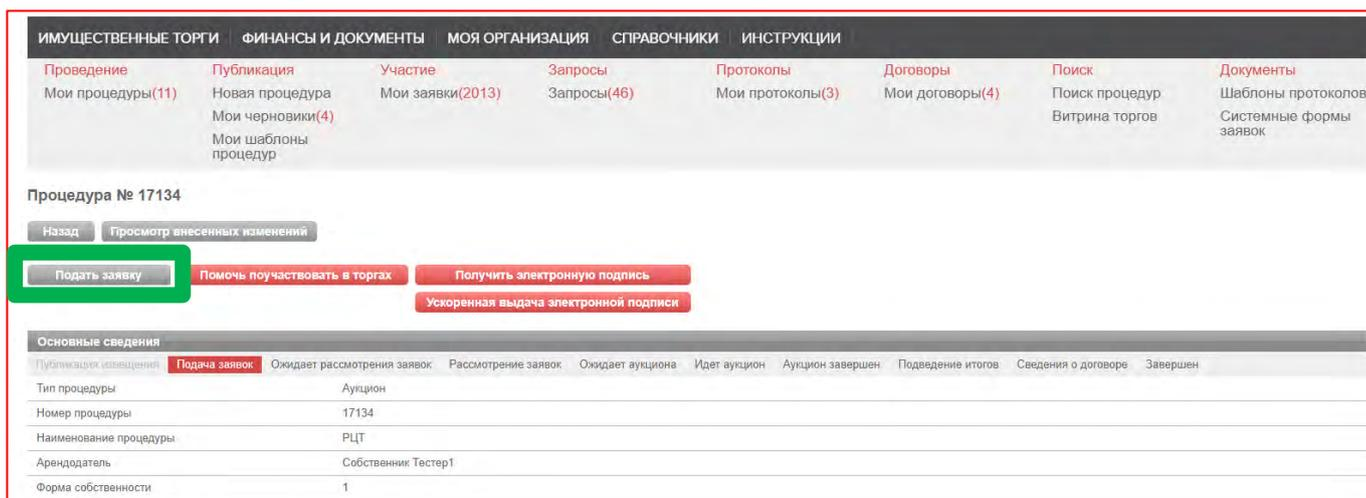 ИМУЩЕСТВЕННЫЕ ТОРГИ ФИНАНСЫ И ДОКУМЕНТЫ МОЯ ОРГАНИЗАЦИЯ СПРАВОЧНИКИ ИНСТРУКЦИИ
Проведение Публикация Участие Запросы Протоколы Договоры Поиск Документы
Мои процедуры(11) Новая процедура Мои заявки(2013) Запросы(46) Мои протоколы(3) Мои договоры(4) Поиск процедур Шаблоны протоколов
Мои черновики(4) Витрина торгов Системные формы
Мои шаблоны заявок
процедур
Процедура № 17134
Назад Просмотр внесенных изменений
Подать заявку Помочь поучаствовать в торгах Получить электронную подпись
Ускоренная выдача электронной подписи
Основные сведения
Публикация извещения Подача заявок Ожидает рассмотрения заявок Рассмотрение заявок Ожидает аукциона Идет аукцион Аукцион завершен Подведение итогов Сведения о договоре Завершен
Тип процедуры Аукцион
Номер процедуры 17134
Наименование процедуры РЦТ
Арендодатель Собственник Тестер1
Форма собственности 1